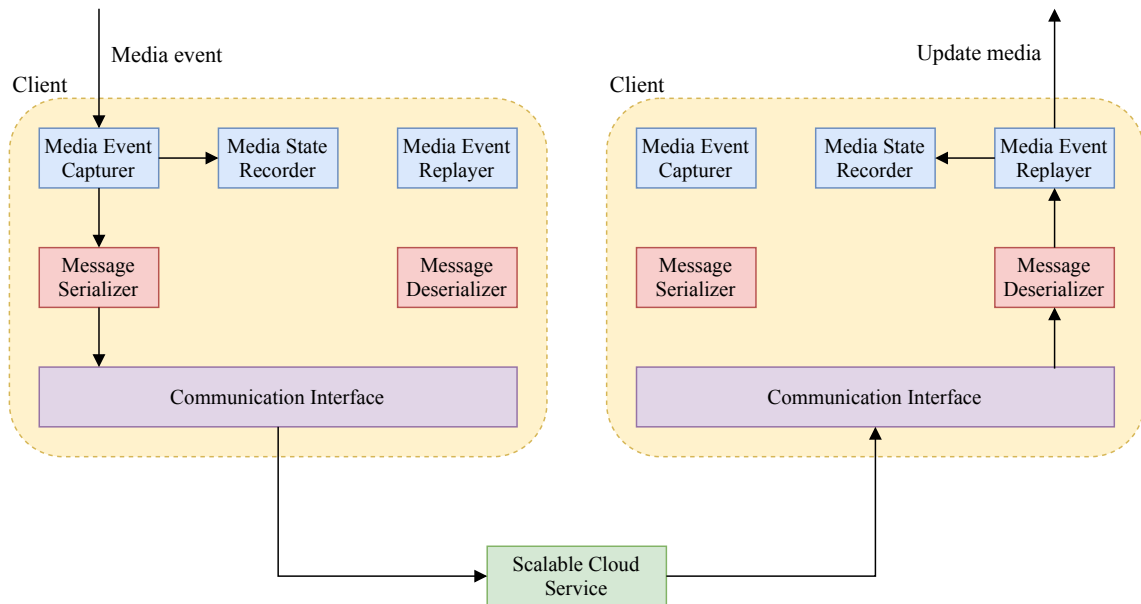 Media event
Client
Media Event
Capturer
Media State
Recorder
Media Event
Replayer
Message
Serializer
Message
Deserializer
Communication Interface
Update media
Client
Media Event
Capturer
Media State
Recorder
Media Event
Replayer
Message
Serializer
Message
Deserializer
Communication Interface
Scalable Cloud
Service